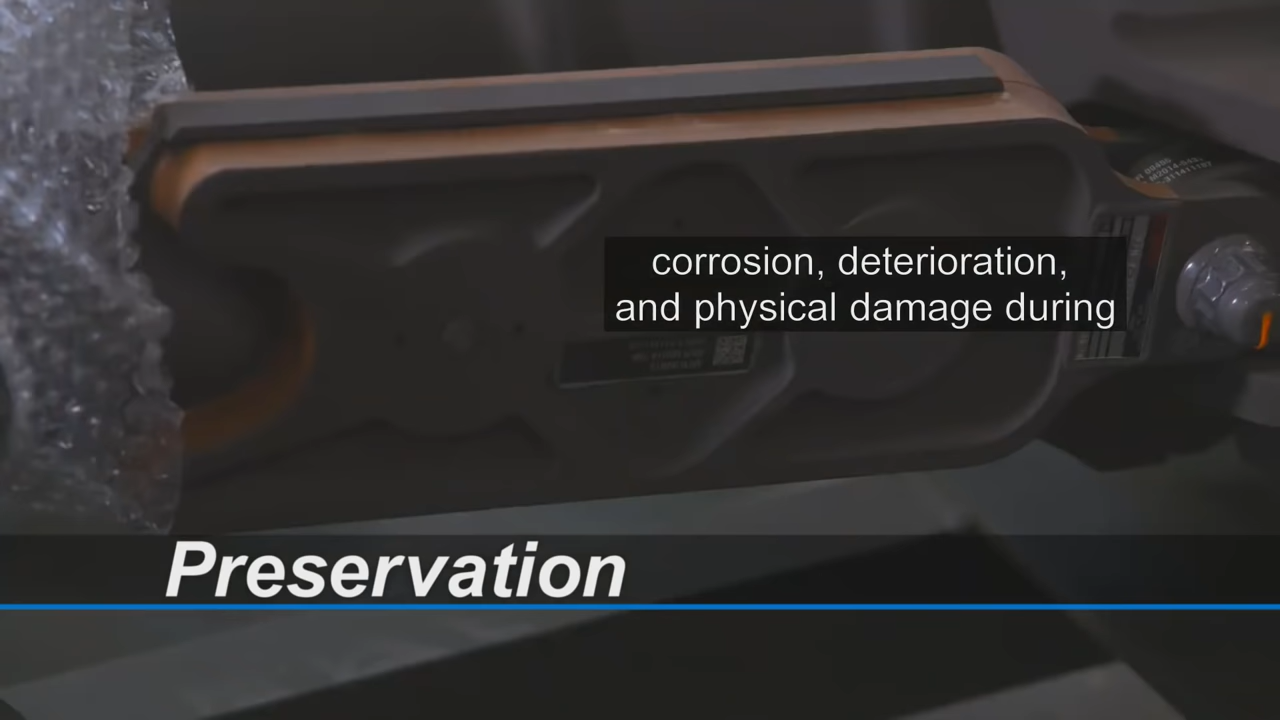 corrosion, deterioration,
and physical damage during
Preservation